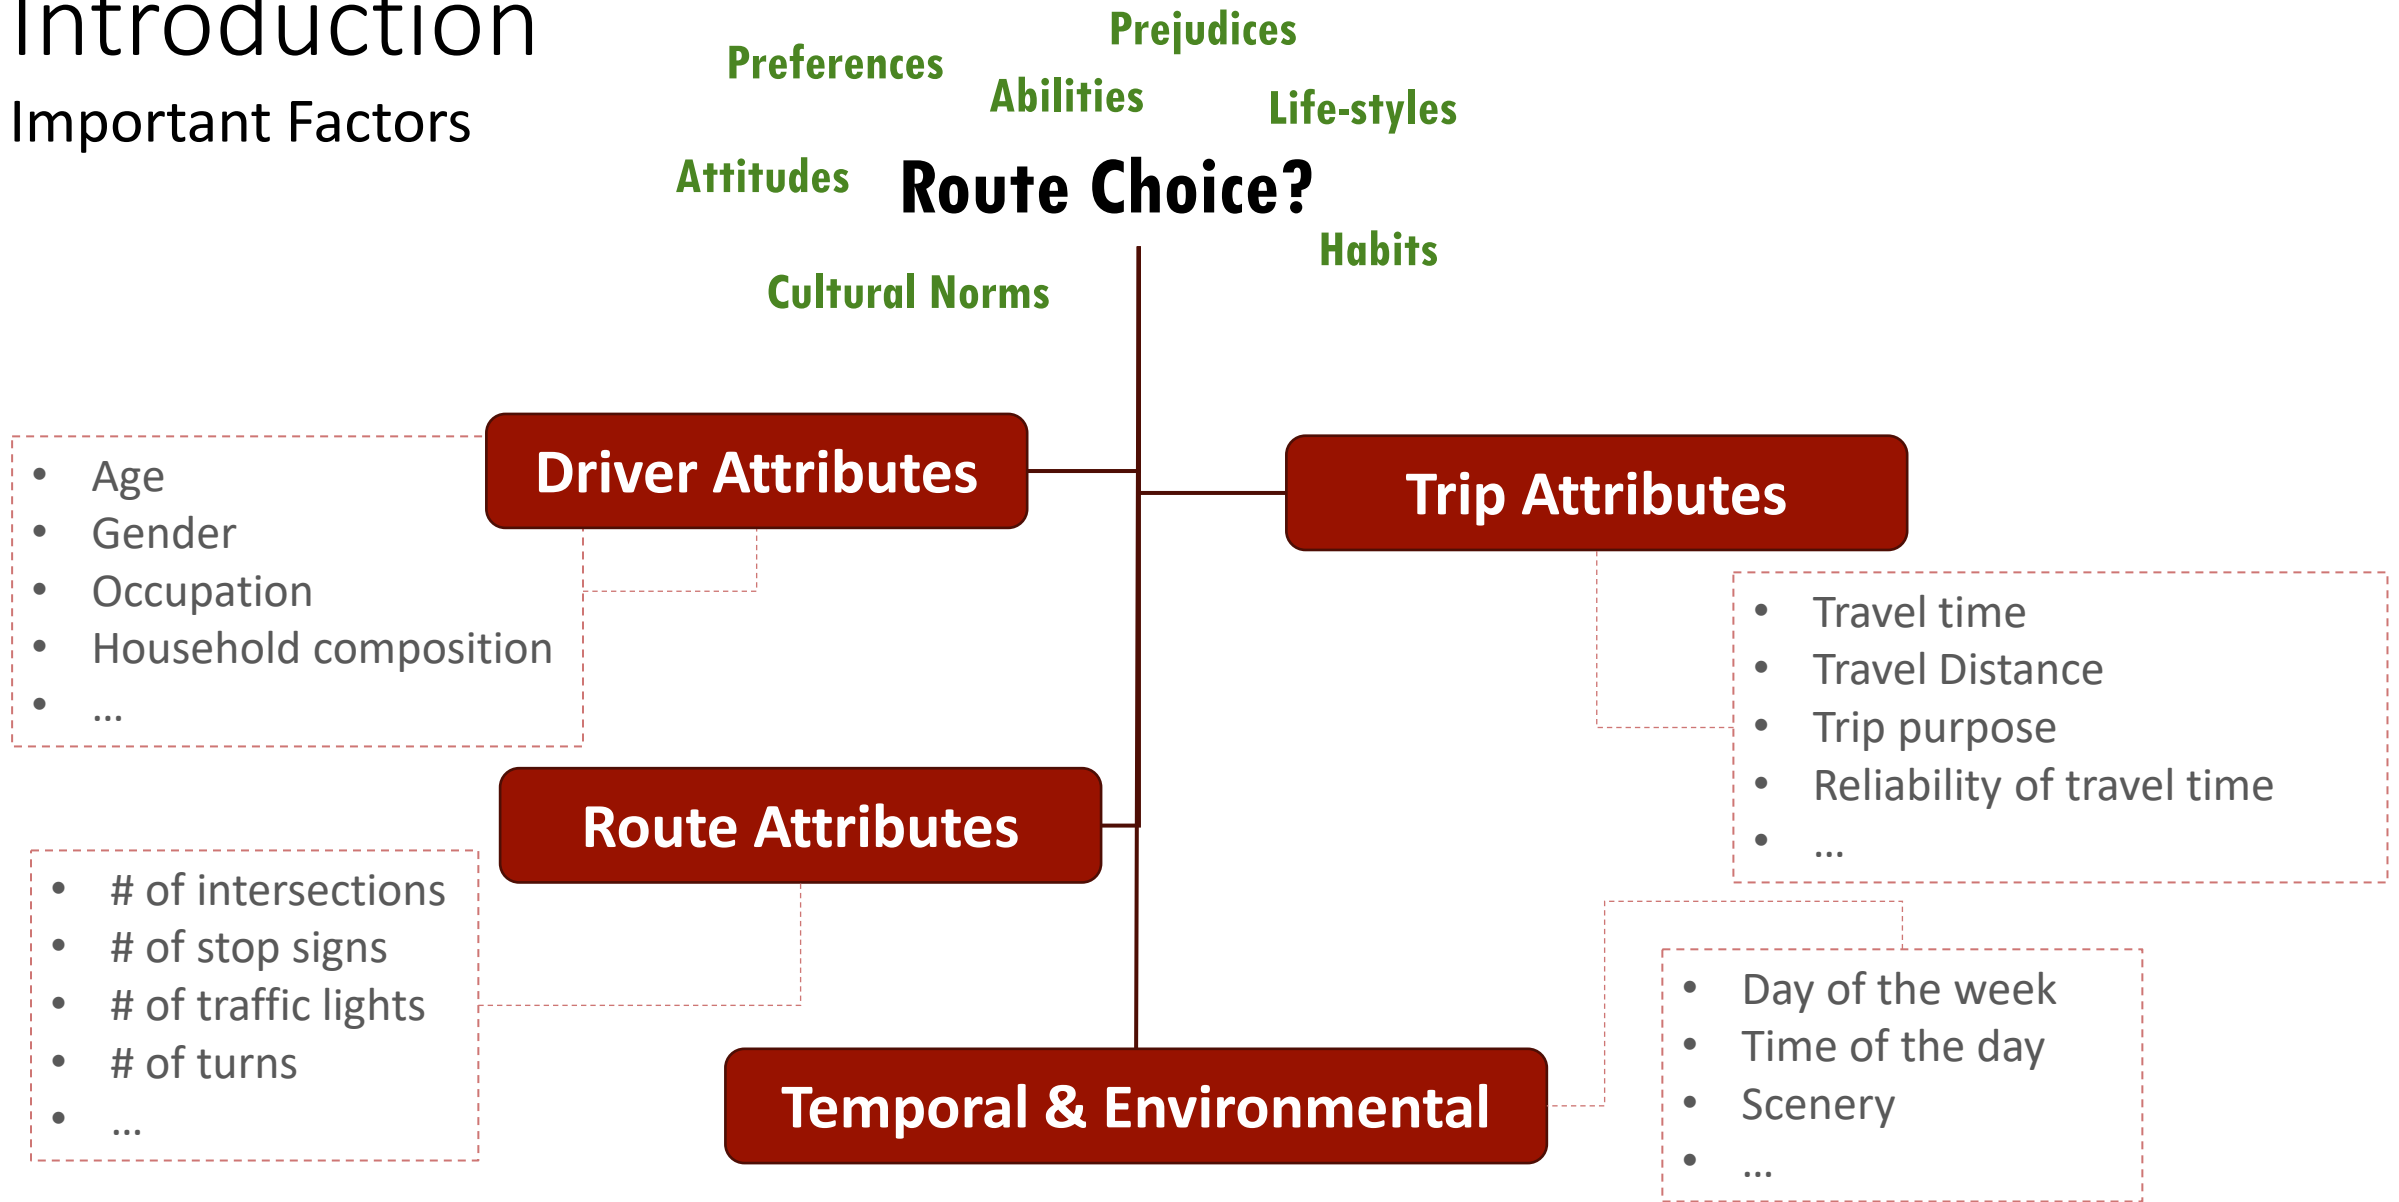 Introduction
Important Factors
Prejudices
Preferences
Abilities
Life-styles
Attitudes
Route Choice?
Habits
Cultural Norms
Driver Attributes
• Age
• Gender
• Occupation
• Household composition
• ...
Trip Attributes
• Travel time
• Travel Distance
• Trip purpose
• Reliability of travel time
• ...
Route Attributes
• # of intersections
• # of stop signs
• # of traffic lights
• # of turns
• ...
Temporal & Environmental
• Day of the week
• Time of the day
• Scenery
• ...